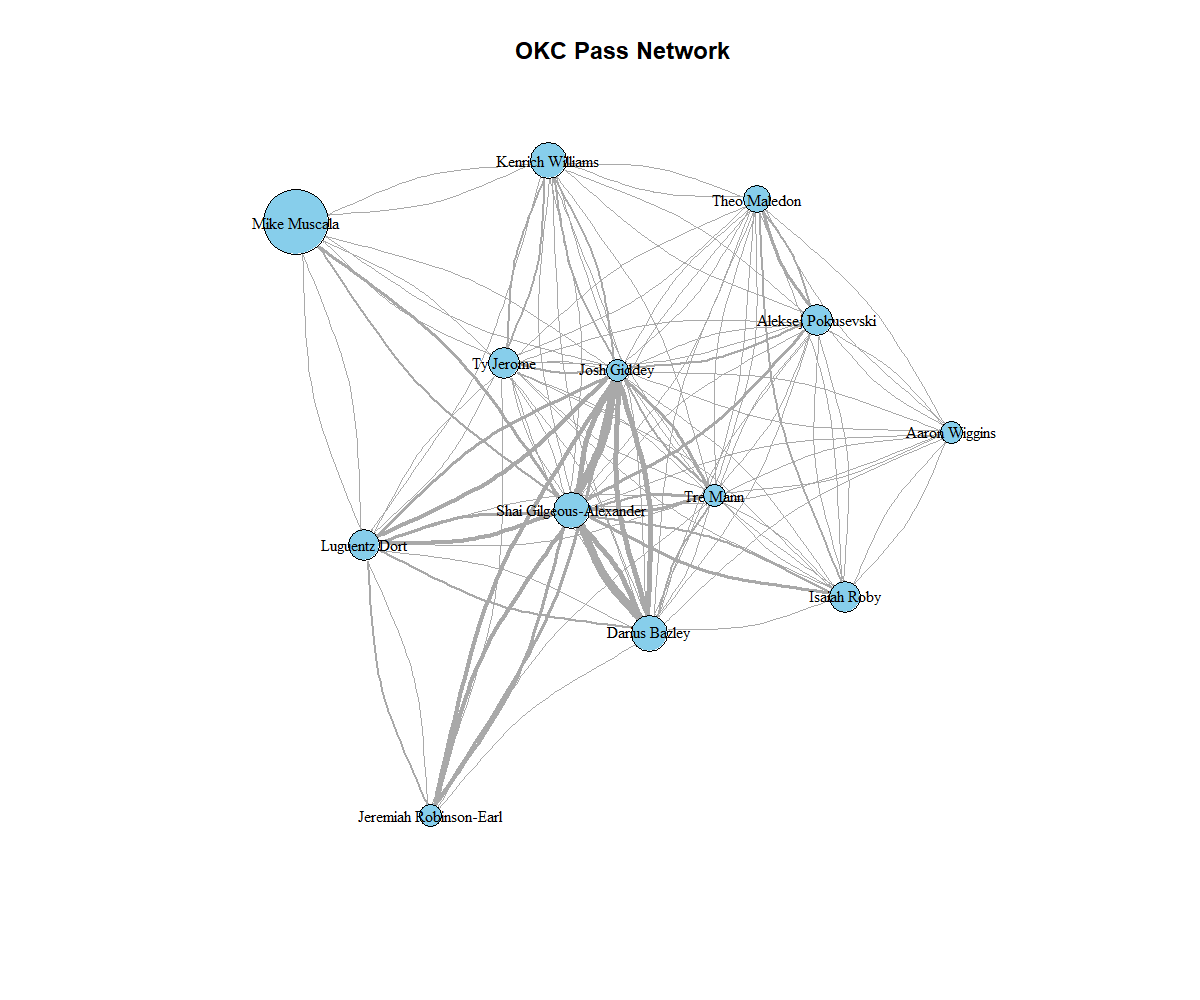 OKC Pass Network
Kenrich Williams
Theo Maledon
Mike Muscala
Aleksej Pokusevski
Ty Jerome
Josh Giddey
Aaron Wiggins
Tre Mann
Shai Gilgeous-Alexander
Luguentz Dort
Isaiah Roby
Darius Bazley
Jeremiah Robinson-Earl